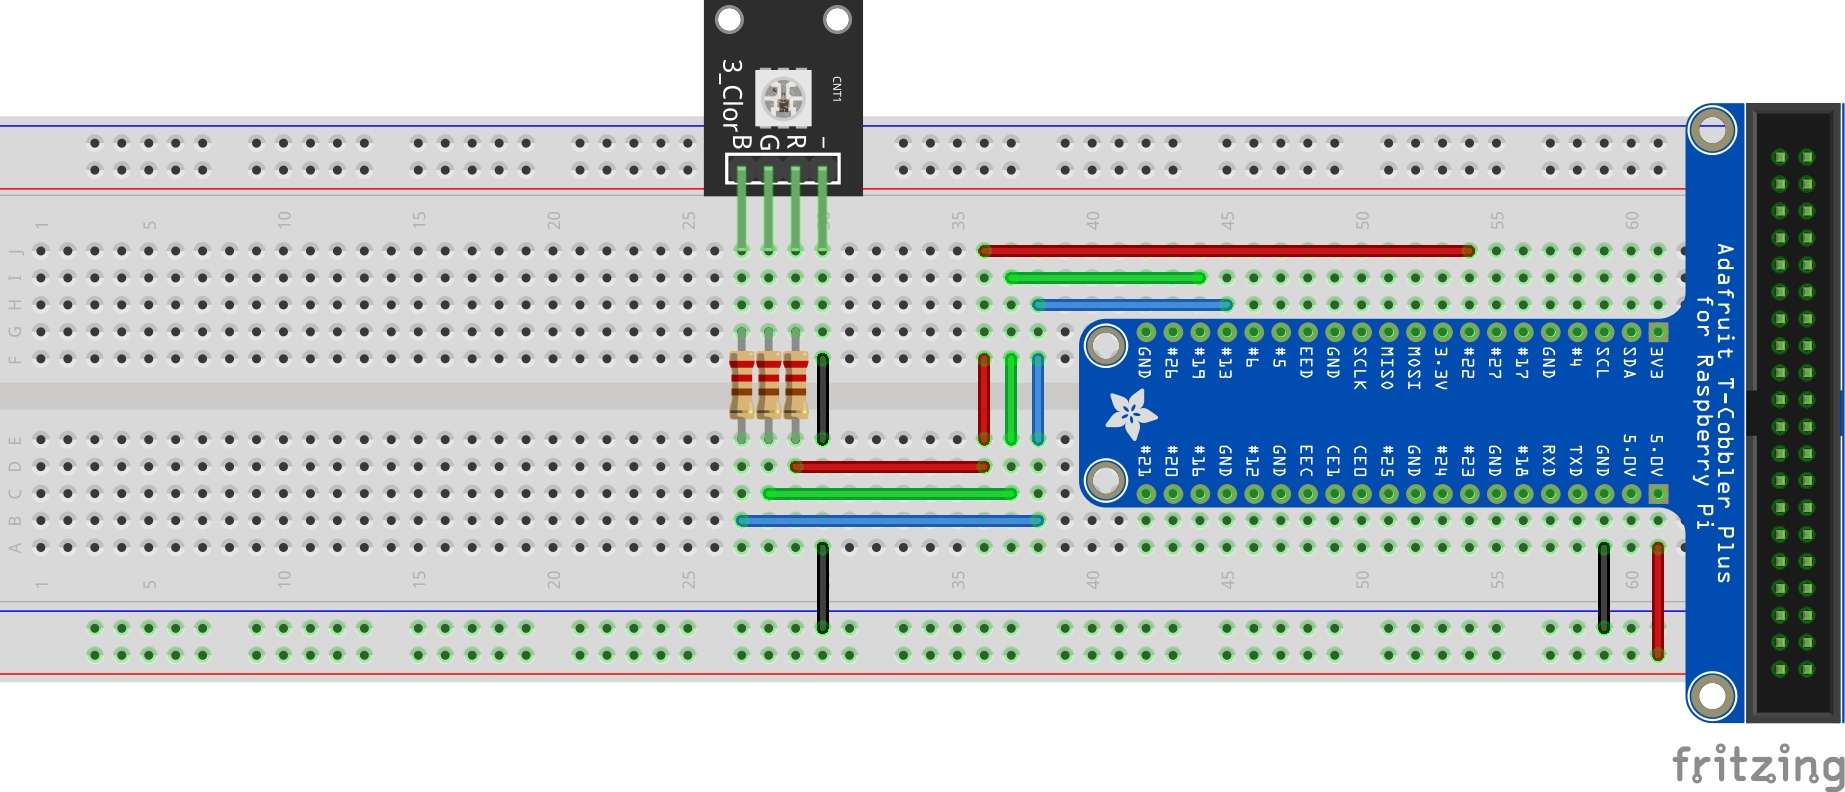 3_Clor
CNT1
B G R -
1 5 10 15 20 25 30 35 40 45 50 55 60
J
I
H
G
F
GND #26 #19 #13 #6 #5 EED GND SCLK MISO MOSI 3.3V #22 #27 #17 GND #4 SCL SDA 3V3
#21 #20 #16 #12 GND EEC CE1 CE0 #25 GND #24 #23 GND #18 RXD TXD GND 5.0V 5.0V
Adafruit T-Cobbler Plus
for Raspberry Pi
E
D
C
B
A
1 5 10 15 20 25 35 40 45 50 55 60
fritzing